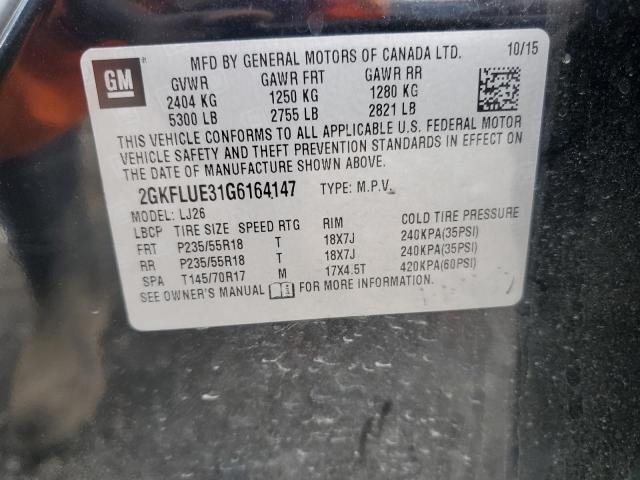 GM
MFD BY GENERAL MOTORS OF CANADA LTD. 10/15
GVWR GAWR FRT GAWR RR
2404 KG 1250 KG 1280 KG
5300 LB 2755 LB 2821 LB
THIS VEHICLE CONFORMS TO ALL APPLICABLE U.S. FEDERAL MOTOR
VEHICLE SAFETY AND THEFT PREVENTION STANDARDS IN EFFECT ON
THE DATE OF MANUFACTURE SHOWN ABOVE.
2GKFLUE31G6164147 TYPE: M.P.V.
MODEL: LJ26
LBCP TIRE SIZE SPEED RTG RIM COLD TIRE PRESSURE
FRT P235/55R18 T 18X7J 240KPA(35PSI)
RR P235/55R18 T 18X7J 240KPA(35PSI)
SPA T145/70R17 M 17X4.5T 420KPA(60PSI)
SEE OWNER'S MANUAL FOR MORE INFORMATION.